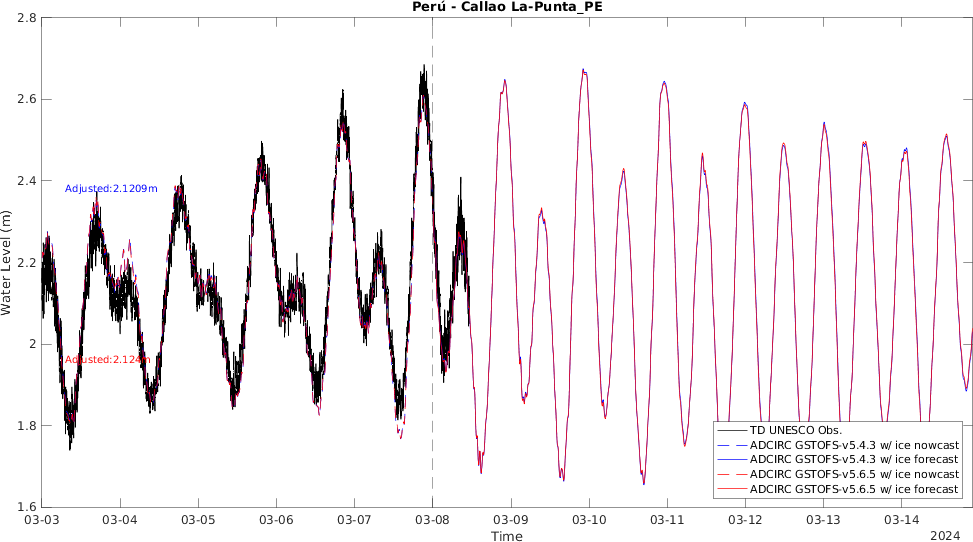 Perú - Callao La-Punta_PE
2.8
2.6
2.4
2.2
2
1.8
1.6
Water Level (m)
Adjusted:2.1209m
Adjusted:2.124m
TD UNESCO Obs.
ADCIRC GSTOFS-v5.4.3 w/ ice nowcast
ADCIRC GSTOFS-v5.4.3 w/ ice forecast
ADCIRC GSTOFS-v5.6.5 w/ ice nowcast
ADCIRC GSTOFS-v5.6.5 w/ ice forecast
03-03 03-04 03-05 03-06 03-07 03-08 03-09 03-10 03-11 03-12 03-13 03-14
Time
2024